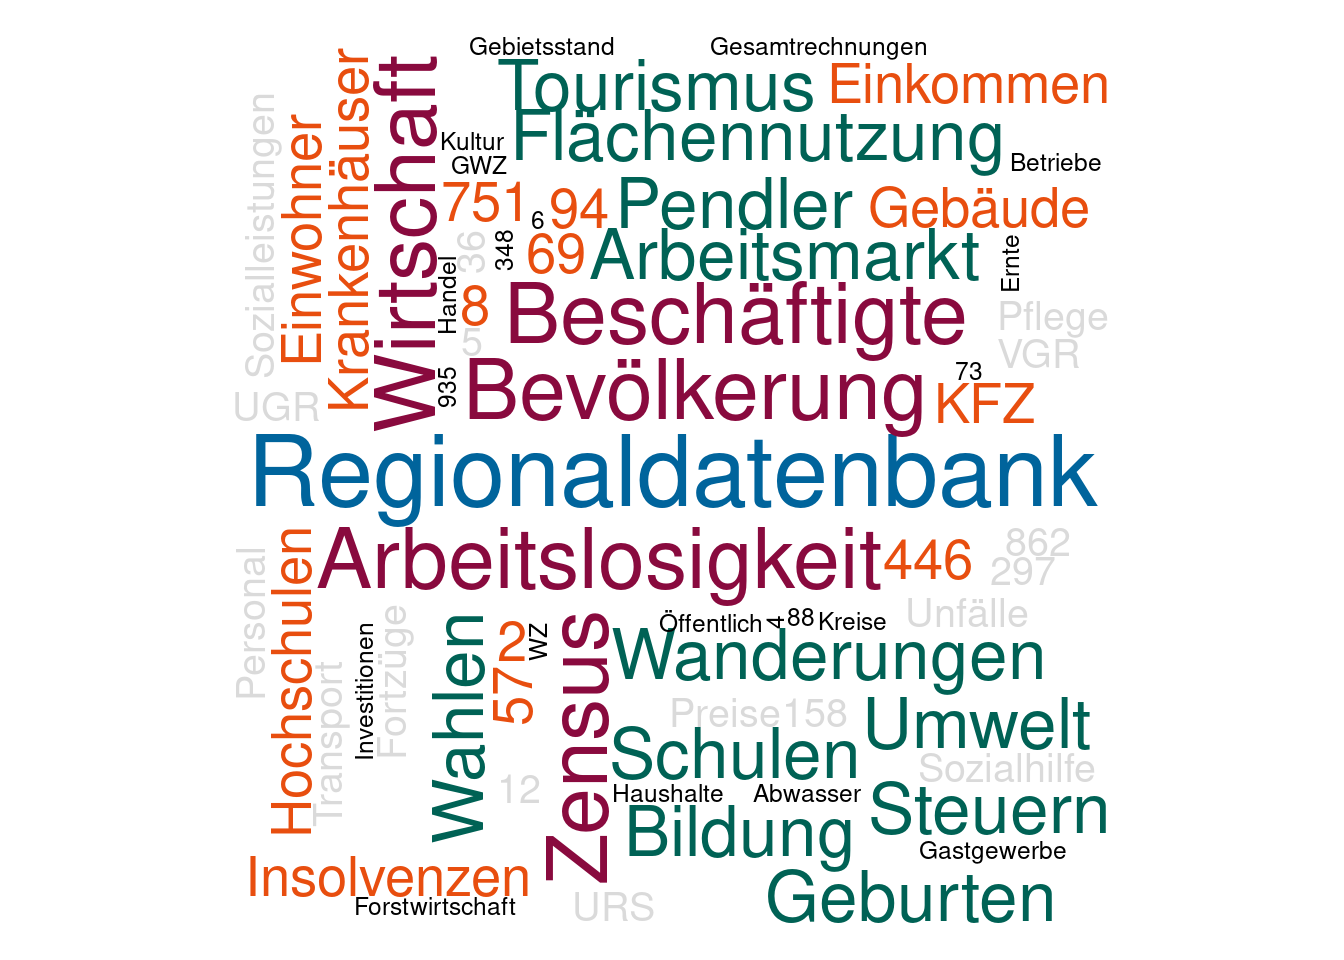 Gebietsstand
Gesamtrechnungen
Tourismus
Einkommen
Sozialleistungen
Einwohner
Krankenhäuser
Wirtschaft
Kultur
Flächennutzung
GWZ
Betriebe
751
6
94
Pendler
Gebäude
36
348
69
Arbeitsmarkt
Ernte
Handel
8
Beschäftigte
Pflege
5
VGR
UGR
935
Bevölkerung
73
KFZ
Regionaldatenbank
Hochschulen
Arbeitslosigkeit
446
862
297
Personal
Transport
Investitionen
Fortzüge
Wahlen
2
WZ
57
Zensus
Öffentlich
4
88
Kreise
Unfälle
Wanderungen
Preise
158
Umwelt
Schulen
Sozialhilfe
12
Haushalte
Abwasser
Steuern
Bildung
Gastgewerbe
Insolvenzen
Forstwirtschaft
URS
Geburten